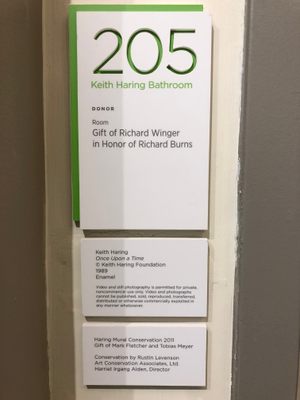 205
Keith Haring Bathroom
DONOR
Room
Gift of Richard Winger
in Honor of Richard Burns
Keith Haring
Once Upon a Time
© Keith Haring Foundation
1989
Enamel
Video and still photography is permitted for private,
noncommercial use only. Video and photographs
cannot be published, sold, reproduced, transferred,
distributed or otherwise commercially exploited in
any manner whatsoever.
Haring Mural Conservation 2011
Gift of Mark Fletcher and Tobias Meyer
Conservation by Rustin Levenson
Art Conservation Associates, Ltd.
Harriet Irgang Alden, Director